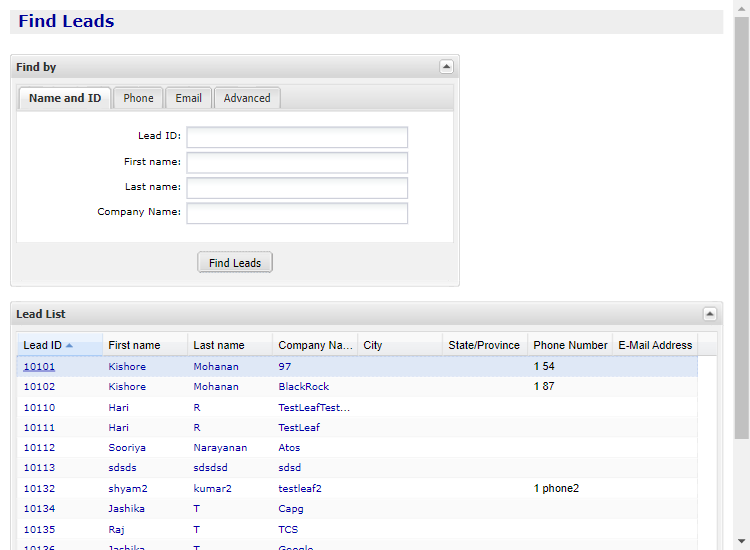 Find Leads
Find by
Name and ID Phone Email Advanced
Lead ID:
First name:
Last name:
Company Name:
Find Leads
Lead List
Lead ID First name Last name Company Na... City State/Province Phone Number E-Mail Address
10101 Kishore Mohanan 97 1 54
10102 Kishore Mohanan BlackRock 1 87
10110 Hari R TestLeafTest...
10111 Hari R TestLeaf
10112 Sooriya Narayanan Atos
10113 sdsds sdsdsd sdsd
10132 shyam2 kumar2 testleaf2 1 phone2
10134 Jashika T Capg
10135 Raj T TCS
10136 Jashika T Google